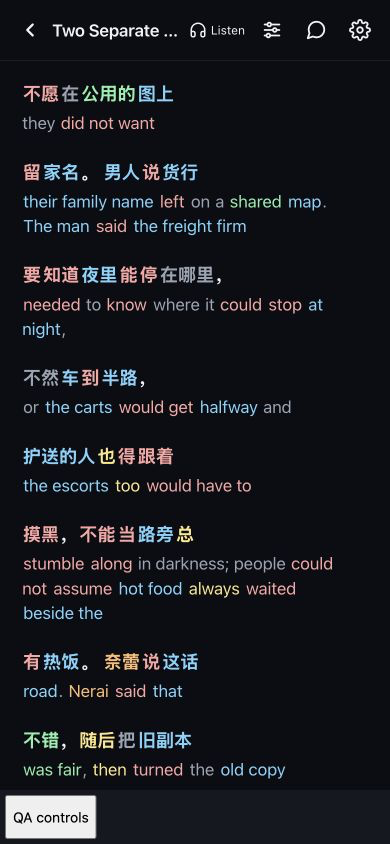 Two Separate ... Listen
不愿在公用的图上
they did not want
留家名。男人说货行
their family name left on a shared map.
The man said the freight firm
要知道夜里能停在哪里，
needed to know where it could stop at
night,
不然车到半路，
or the carts would get halfway and
护送的人也得跟着
the escorts too would have to
摸黑，不能当路旁总
stumble along in darkness; people could
not assume hot food always waited
beside the
有热饭。奈蕾说这话
road. Nerai said that
不错，随后把旧副本
was fair, then turned the old copy
QA controls